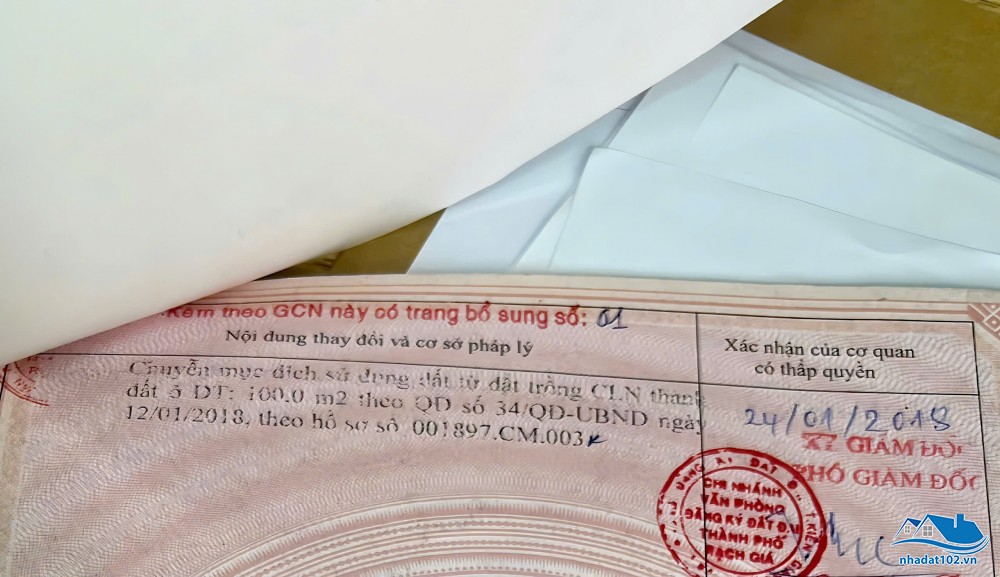 Kèm theo GCN này có trang bổ sung số: 01
Nội dung thay đổi và cơ sở pháp lý
Xác nhận của cơ quan
có thẩm quyền
Chuyển mục đích sử dụng đất từ đất trồng CLN thành
đất ở DT: 100.0 m2 theo QĐ số 34/QĐ-UBND ngày
12/01/2018, theo hồ sơ số 001897.CM.003
24/01/2018
KT GIÁM ĐỐC
PHÓ GIÁM ĐỐC
CHI NHÁNH
VĂN PHÒNG
ĐĂNG KÝ ĐẤT ĐAI
THÀNH PHỐ
RẠCH GIÁ
nhadat102.vn